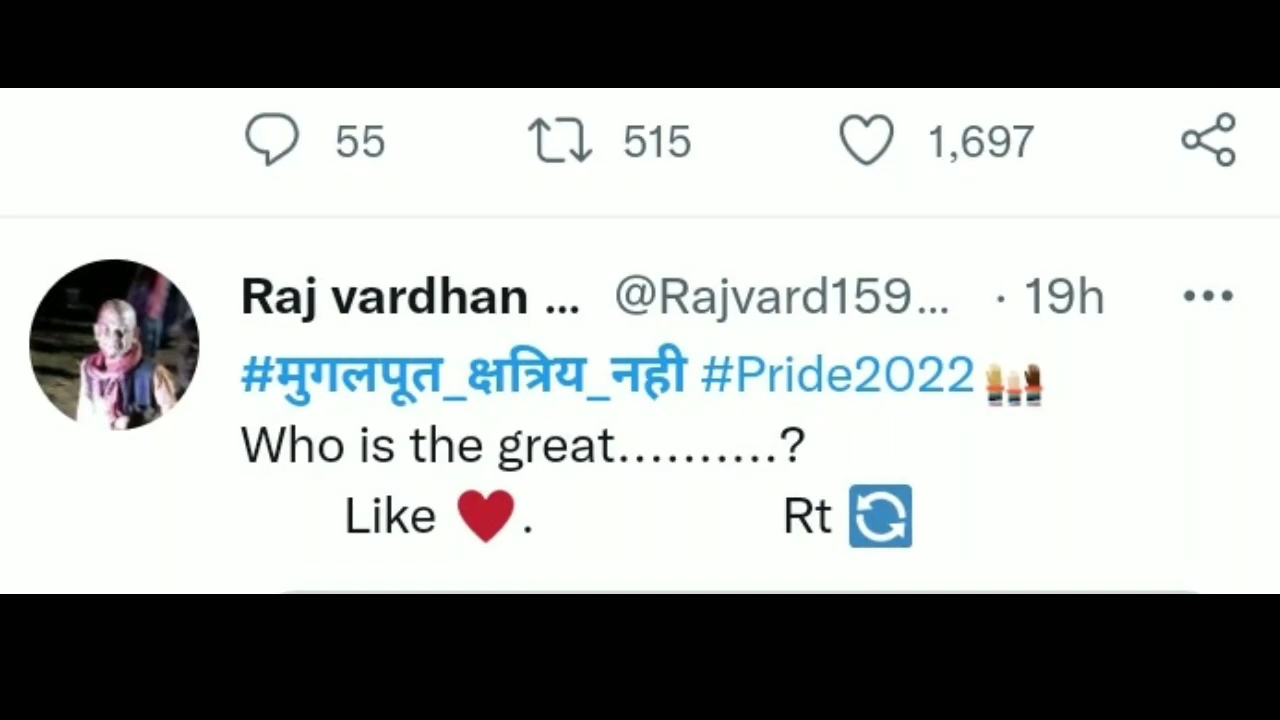 55 515 1,697
Raj vardhan ... @Rajvard159... · 19h
#मुगलपूत_क्षत्रिय_नही #Pride2022
Who is the great..........?
Like ❤️. Rt 🔄